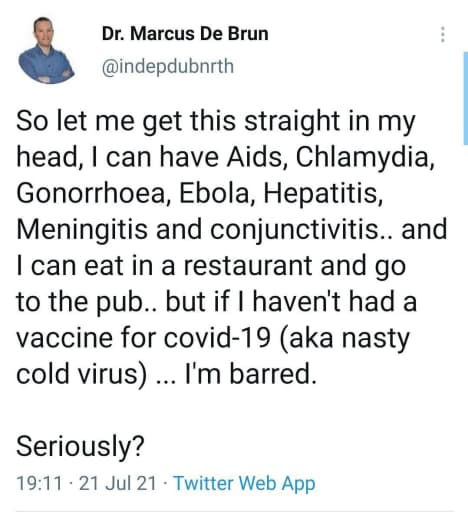 Dr. Marcus De Brun
@indepdubnrth
So let me get this straight in my
head, I can have Aids, Chlamydia,
Gonorrhoea, Ebola, Hepatitis,
Meningitis and conjunctivitis.. and
I can eat in a restaurant and go
to the pub.. but if I haven't had a
vaccine for covid-19 (aka nasty
cold virus) ... I'm barred.
Seriously?
19:11 · 21 Jul 21 · Twitter Web App